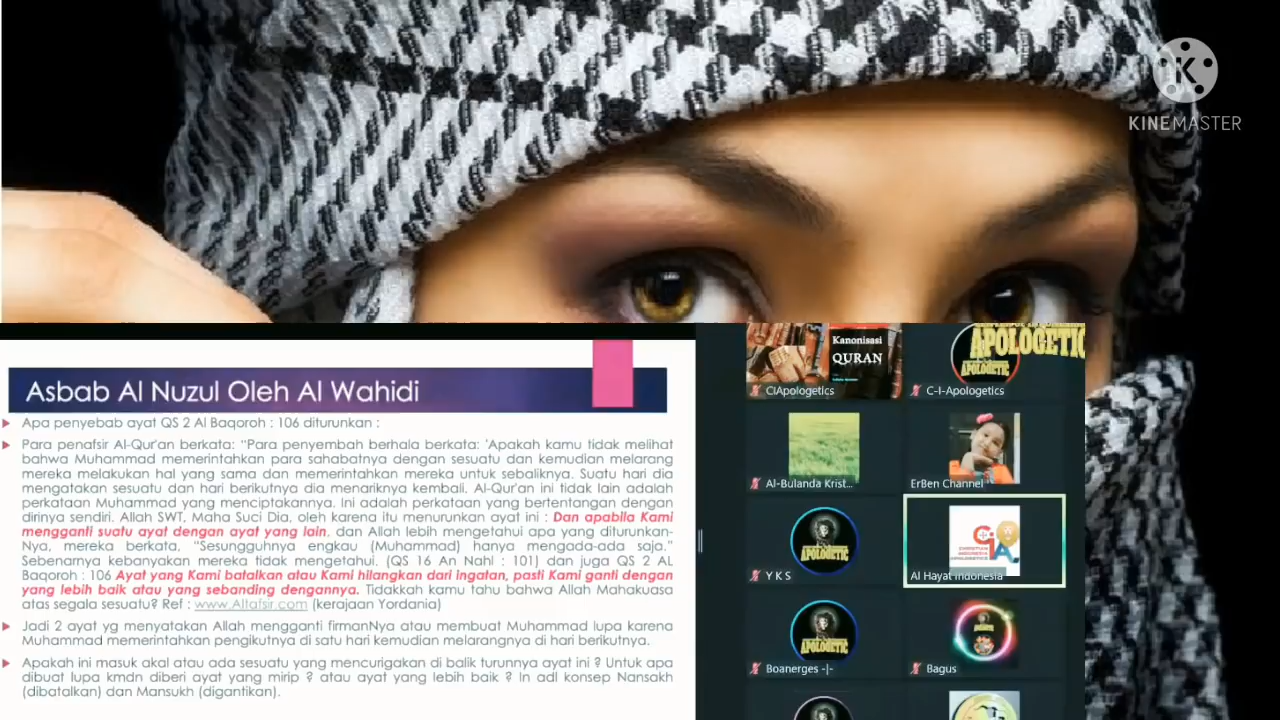 KINEMASTER
Asbab Al Nuzul Oleh Al Wahidi
Apa penyebab ayat QS 2 Al Baqoroh : 106 diturunkan :
Para penafsir Al-Qur'an berkata: "Para penyembah berhala berkata: 'Apakah kamu tidak melihat
bahwa Muhammad memerintahkan para sahabatnya dengan sesuatu dan kemudian melarang
mereka melakukan hal yang sama dan memerintahkan mereka untuk sebaliknya. Suatu hari dia
mengatakan sesuatu dan hari berikutnya dia menariknya kembali. Al-Qur'an ini tidak lain adalah
perkataan Muhammad yang menciptakannya. Ini adalah perkataan yang bertentangan dengan
dirinya sendiri. Allah SWT, Maha Suci Dia, oleh karena itu menurunkan ayat ini : Dan apabila Kami
mengganti suatu ayat dengan ayat yang lain, dan Allah lebih mengetahui apa yang diturunkan-
Nya, mereka berkata, "Sesungguhnya engkau (Muhammad) hanya mengada-ada saja."
Sebenarnya kebanyakan mereka tidak mengetahui. (QS 16 An Nahl : 101) dan juga QS 2 AL
Baqoroh : 106 Ayat yang Kami batalkan atau Kami hilangkan dari ingatan, pasti Kami ganti dengan
yang lebih baik atau yang sebanding dengannya. Tidakkah kamu tahu bahwa Allah Mahakuasa
atas segala sesuatu? Ref : www.Altafsir.com (kerajaan Yordania)
Jadi 2 ayat yg menyatakan Allah mengganti firmanNya atau membuat Muhammad lupa karena
Muhammad memerintahkan pengikutnya di satu hari kemudian melarangnya di hari berikutnya.
Apakah ini masuk akal atau ada sesuatu yang mencurigakan di balik turunnya ayat ini ? Untuk apa
dibuat lupa kmdn diberi ayat yang mirip ? atau ayat yang lebih baik ? In adl konsep Nansakh
(dibatalkan) dan Mansukh (digantikan).
Kanonisasi
QURAN
CIApologetics
APOLOGETIC
APOLOGETIC
C-I-Apologetics
Al-Bulanda Krist...
ErBen Channel
APOLOGETIC
Y K S
CHRISTIAN
INDONESIA
APOLOGETICS
Al Hayat Indonesia
APOLOGETIC
Boanerges -|-
Bagus